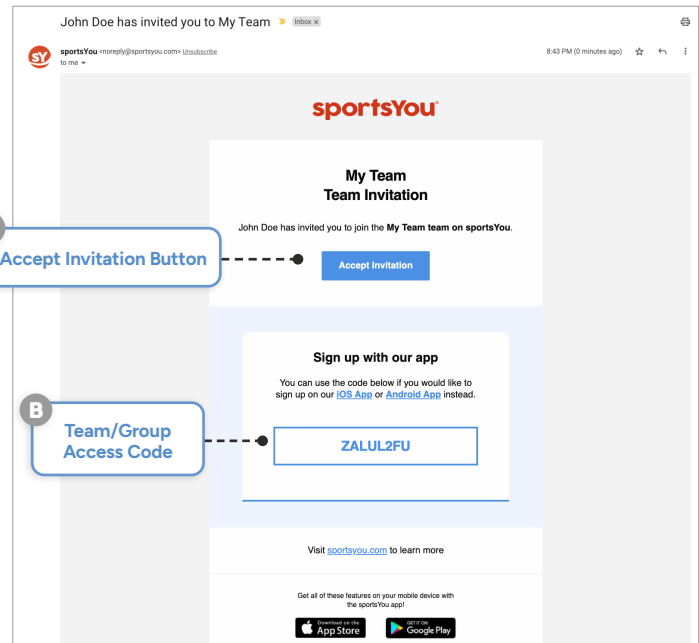 John Doe has invited you to My Team Inbox x
sportsYou <noreply@sportsyou.com> Unsubscribe
8:43 PM (0 minutes ago)
to me
SY
sportsYou
My Team
Team Invitation
John Doe has invited you to join the My Team team on sportsYou.
Accept Invitation Button
Accept Invitation
Sign up with our app
You can use the code below if you would like to
sign up on our iOS App or Android App instead.
B
Team/Group
Access Code
ZALUL2FU
Visit sportsyou.com to learn more
Get all of these features on your mobile device with
the sportsYou app!
Download on the
App Store
GET IT ON
Google Play